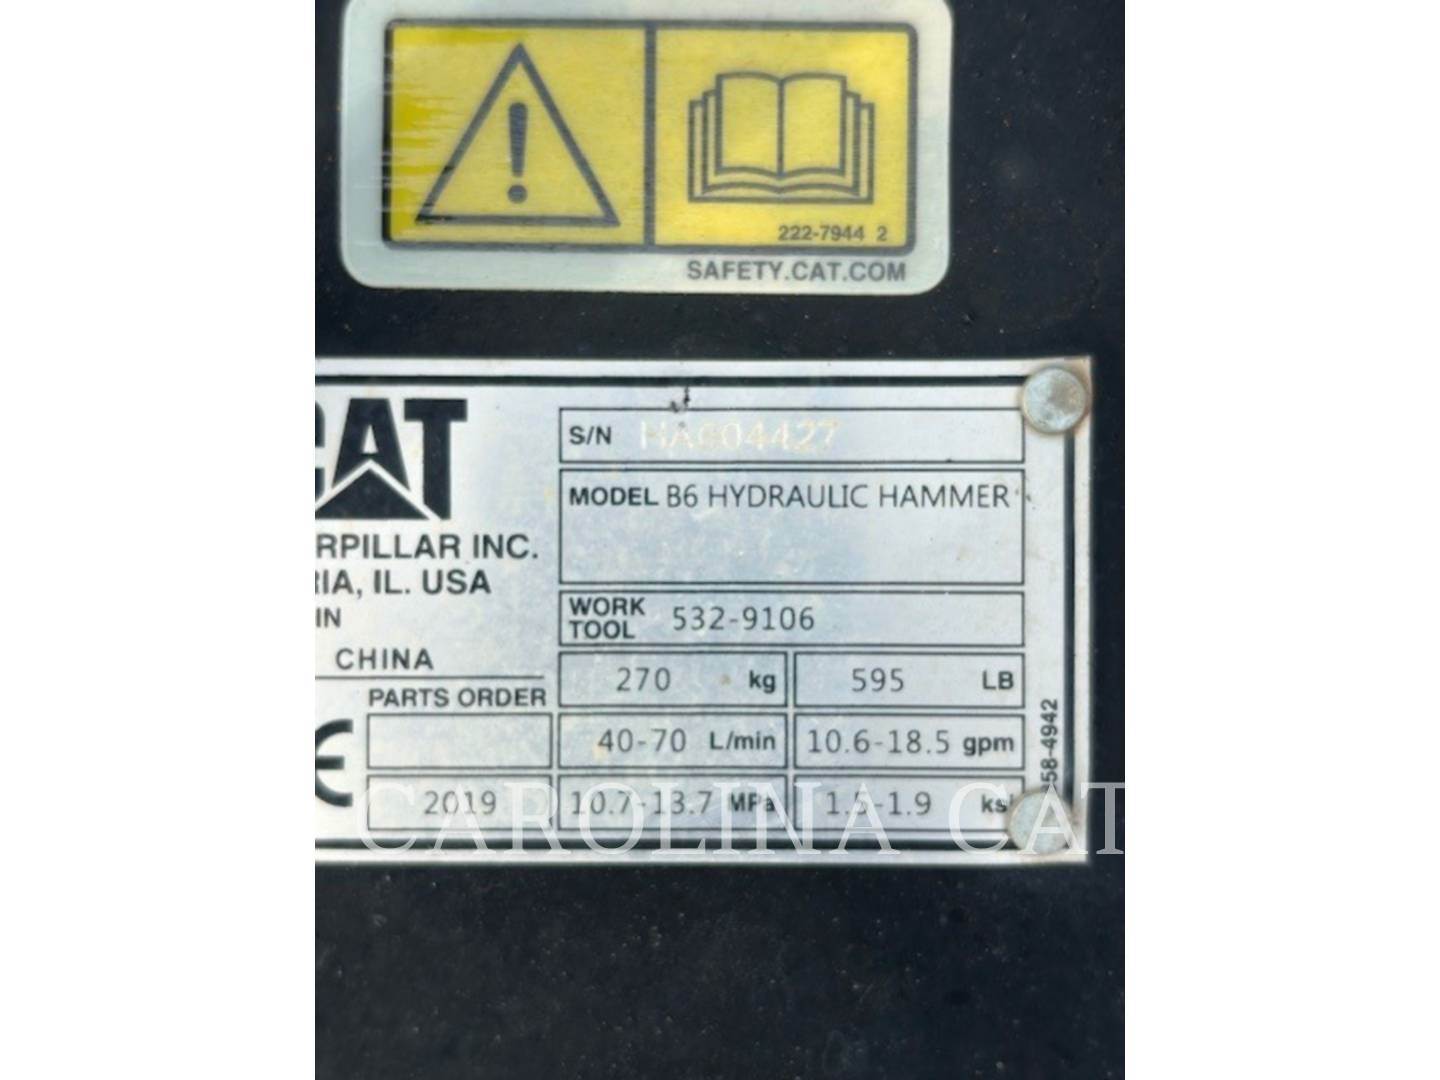 222-7944 2
SAFETY.CAT.COM
CAT
RPILLAR INC.
RIA, IL. USA
IN
CHINA
PARTS ORDER
2019
S/N HA404427
MODEL B6 HYDRAULIC HAMMER
WORK TOOL 532-9106
270 kg 595 LB
40-70 L/min 10.6-18.5 gpm
10.7-13.7 MPa 1.5-1.9 ksi
58-4942
CE
CAROLINA CAT